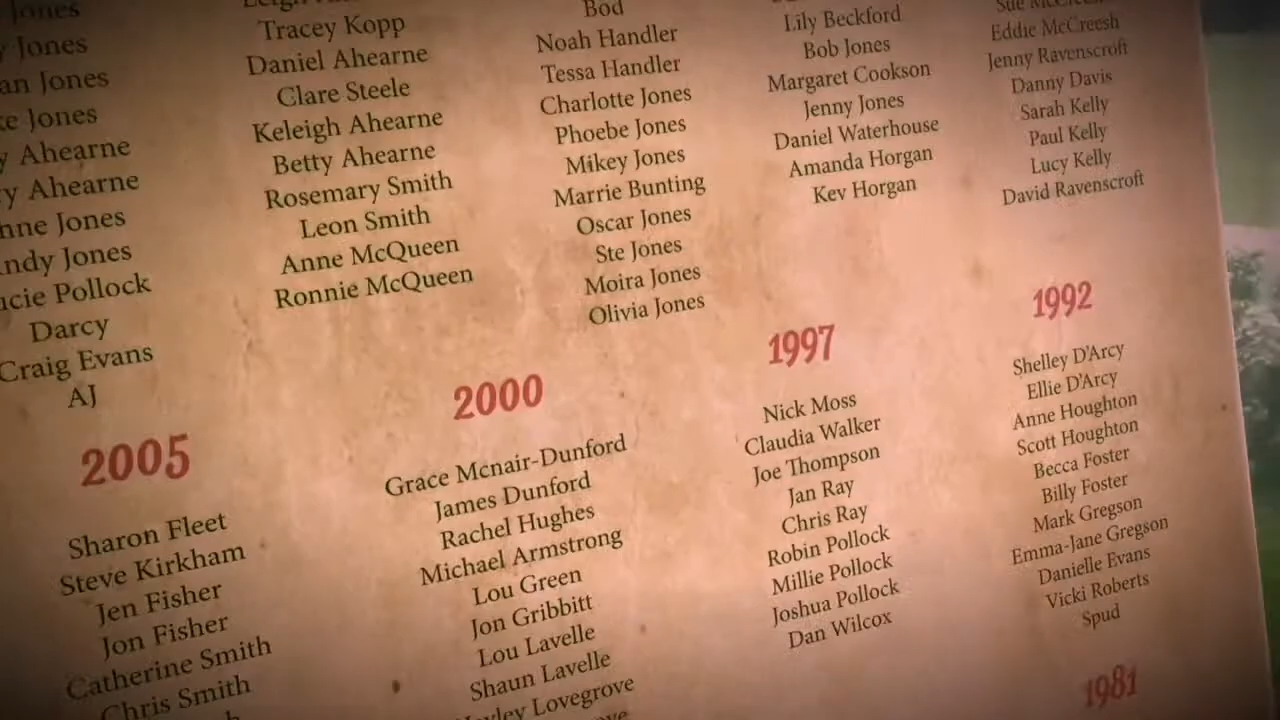 Jones
Jones
Jones
Jones
Ahearne
Ahearne
Jones
Jones
Pollock
Darcy
Craig Evans
AJ
2005
Sharon Fleet
Steve Kirkham
Jen Fisher
Jon Fisher
Catherine Smith
Chris Smith
Tracey Kopp
Daniel Ahearne
Clare Steele
Keleigh Ahearne
Betty Ahearne
Rosemary Smith
Leon Smith
Anne McQueen
Ronnie McQueen
Bod
Noah Handler
Tessa Handler
Charlotte Jones
Phoebe Jones
Mikey Jones
Marrie Bunting
Oscar Jones
Ste Jones
Moira Jones
Olivia Jones
2000
Grace Mcnair-Dunford
James Dunford
Rachel Hughes
Michael Armstrong
Lou Green
Jon Gribbitt
Lou Lavelle
Shaun Lavelle
Lovegrove
Lily Beckford
Bob Jones
Margaret Cookson
Jenny Jones
Daniel Waterhouse
Amanda Horgan
Kev Horgan
1997
Nick Moss
Claudia Walker
Joe Thompson
Jan Ray
Chris Ray
Robin Pollock
Millie Pollock
Joshua Pollock
Dan Wilcox
Sue
Eddie McCreesh
Jenny Ravenscroft
Danny Davis
Sarah Kelly
Paul Kelly
Lucy Kelly
David Ravenscroft
1992
Shelley D'Arcy
Ellie D'Arcy
Anne Houghton
Scott Houghton
Becca Foster
Billy Foster
Mark Gregson
Emma-Jane Gregson
Danielle Evans
Vicki Roberts
Spud
1981